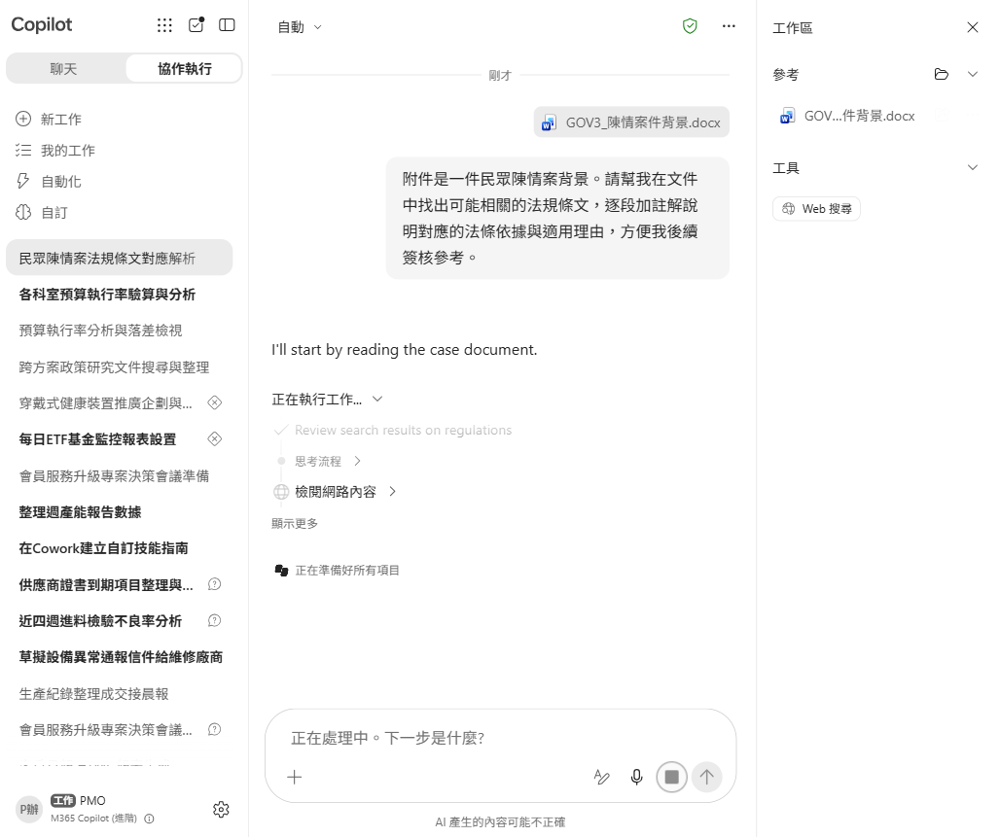 Copilot
聊天
協作執行
新工作
我的工作
自動化
自訂
民眾陳情案法規條文對應解析
各科室預算執行率驗算與分析
預算執行率分析與落差檢視
跨方案政策研究文件搜尋與整理
穿戴式健康裝置推廣企劃與...
每日ETF基金監控報表設置
會員服務升級專案決策會議準備
整理週產能報告數據
在Cowork建立自訂技能指南
供應商證書到期項目整理與...
近四週進料檢驗不良率分析
草擬設備異常通報信件給維修廠商
生產紀錄整理成交接晨報
會員服務升級專案決策會議...
P辦
工作 PMO
M365 Copilot (進階)
自動
剛才
GOV3_陳情案件背景.docx
附件是一件民眾陳情案背景。請幫我在文件
中找出可能相關的法規條文，逐段加註解說
明對應的法條依據與適用理由，方便我後續
簽核參考。
I'll start by reading the case document.
正在執行工作...
Review search results on regulations
思考流程
檢閱網路內容
顯示更多
正在準備好所有項目
正在處理中。下一步是什麼?
AI 產生的內容可能不正確
工作區
參考
GOV...件背景.docx
工具
Web 搜尋